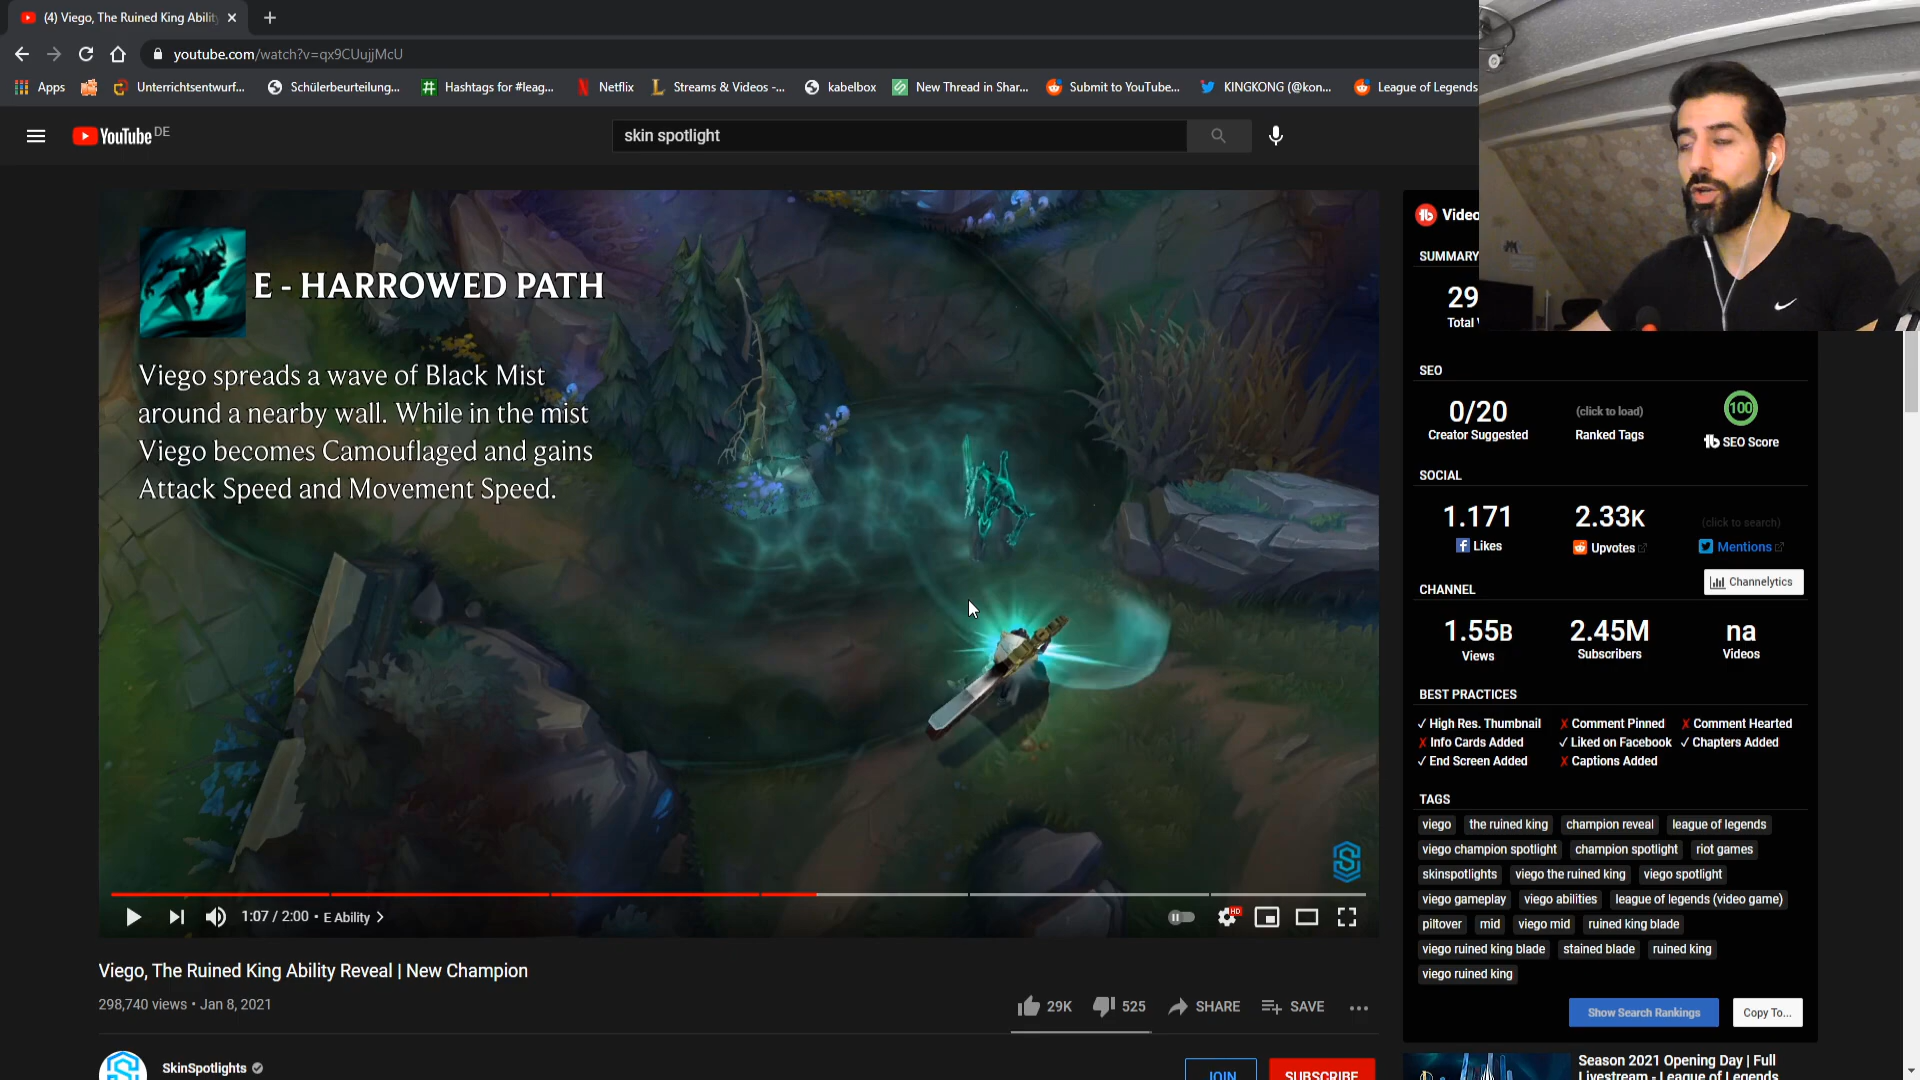 (4) Viego, The Ruined King Abilit
youtube.com/watch?v=qx9CUujjMcU
Apps
Unterrichtsentwurf...
Schülerbeurteilung...
Hashtags for #leag...
Netflix
Streams & Videos -...
kabelbox
New Thread in Shar...
Submit to YouTube...
KINGKONG (@kon...
League of Legends
YouTube DE
skin spotlight
E - HARROWED PATH
Viego spreads a wave of Black Mist
around a nearby wall. While in the mist
Viego becomes Camouflaged and gains
Attack Speed and Movement Speed.
1:07 / 2:00 • E Ability
HD
Viego, The Ruined King Ability Reveal | New Champion
298,740 views • Jan 8, 2021
29K
525
SHARE
SAVE
SkinSpotlights
JOIN
SUBSCRIBE
Video
SUMMARY
29
Total
SEO
0/20
Creator Suggested
(click to load)
Ranked Tags
100
SEO Score
SOCIAL
1.171
Likes
2.33K
Upvotes
(click to search)
Mentions
Channelytics
CHANNEL
1.55B
Views
2.45M
Subscribers
na
Videos
BEST PRACTICES
✓ High Res. Thumbnail
✗ Comment Pinned
✗ Comment Hearted
✗ Info Cards Added
✓ Liked on Facebook
✓ Chapters Added
✓ End Screen Added
✗ Captions Added
TAGS
viego
the ruined king
champion reveal
league of legends
viego champion spotlight
champion spotlight
riot games
skinspotlights
viego the ruined king
viego spotlight
viego gameplay
viego abilities
league of legends (video game)
piltover
mid
viego mid
ruined king blade
viego ruined king blade
stained blade
ruined king
viego ruined king
Show Search Rankings
Copy To...
Season 2021 Opening Day | Full
Livestream - League of Legends